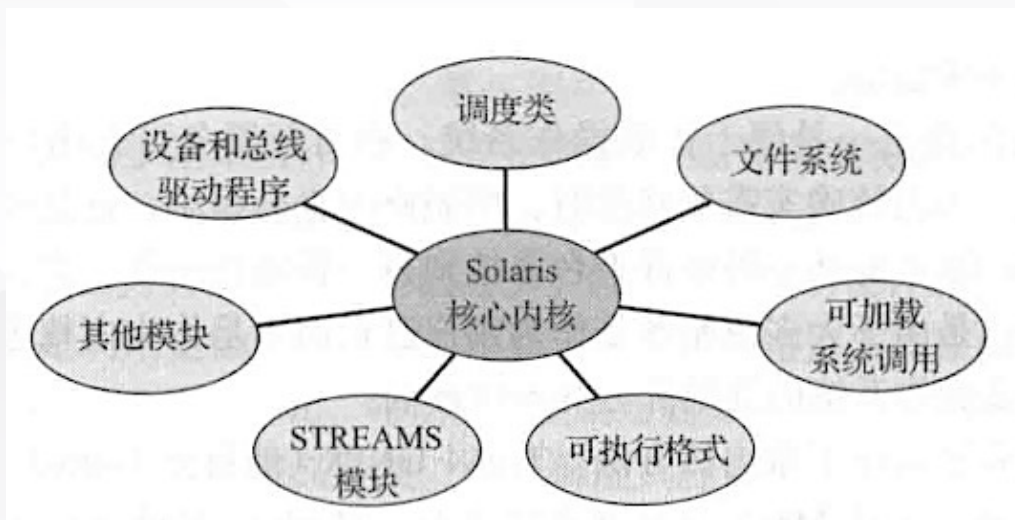 调度类
设备和总线
驱动程序
文件系统
Solaris
核心内核
其他模块
可加载
系统调用
STREAMS
模块
可执行格式